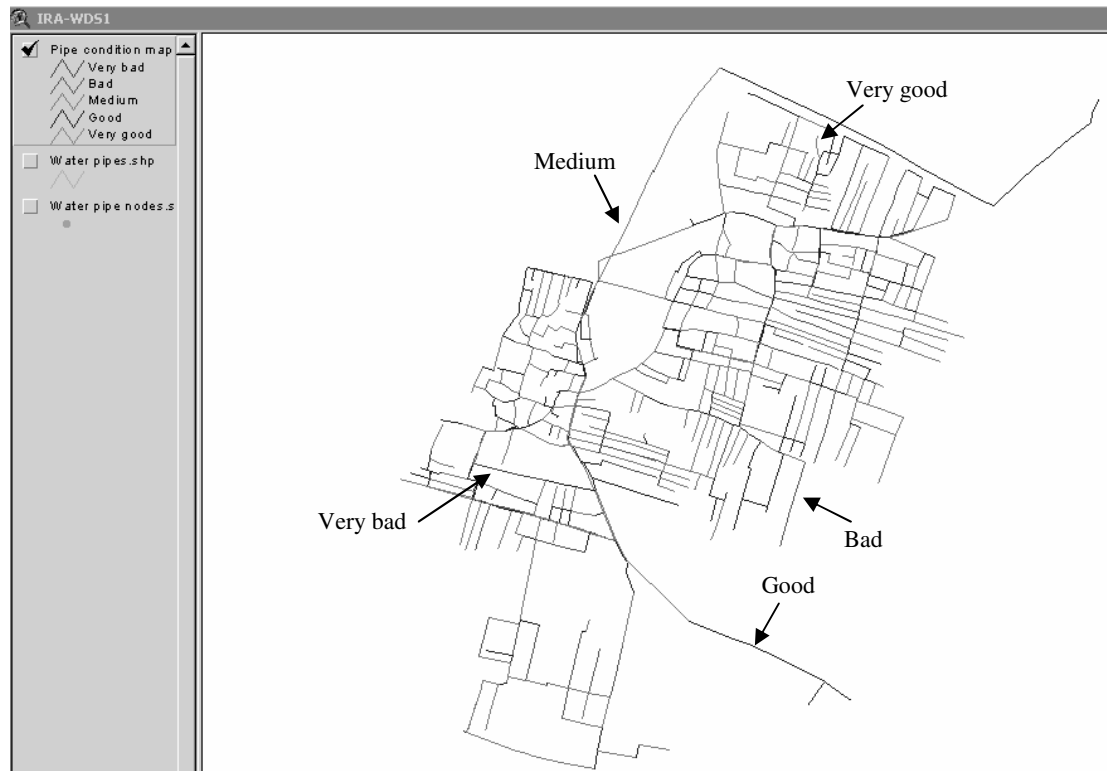 IRA-WDS1
Pipe condition map
Very bad
Bad
Medium
Good
Very good
Water pipes.shp
Water pipe nodes.s
Very good
Medium
Very bad
Bad
Good